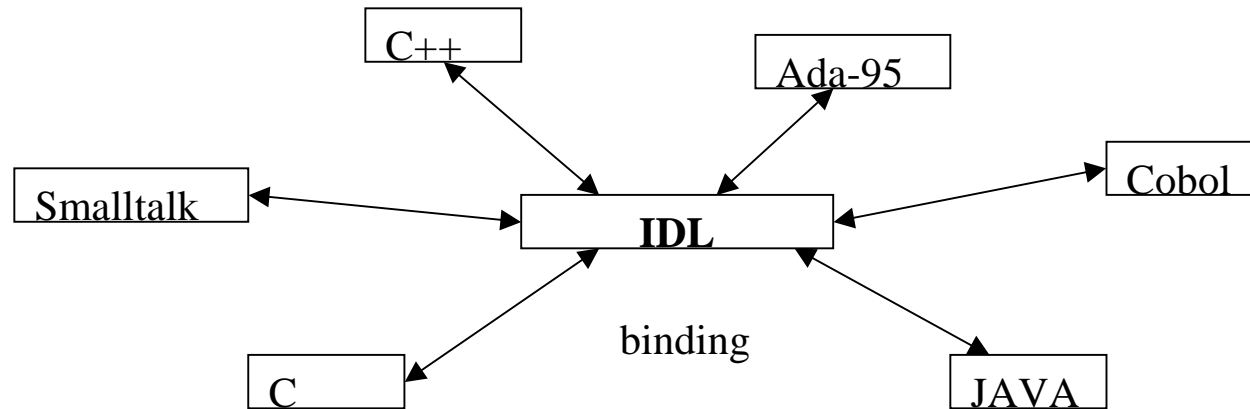 C++
Ada-95
Cobol
Smalltalk
IDL
binding
C
JAVA